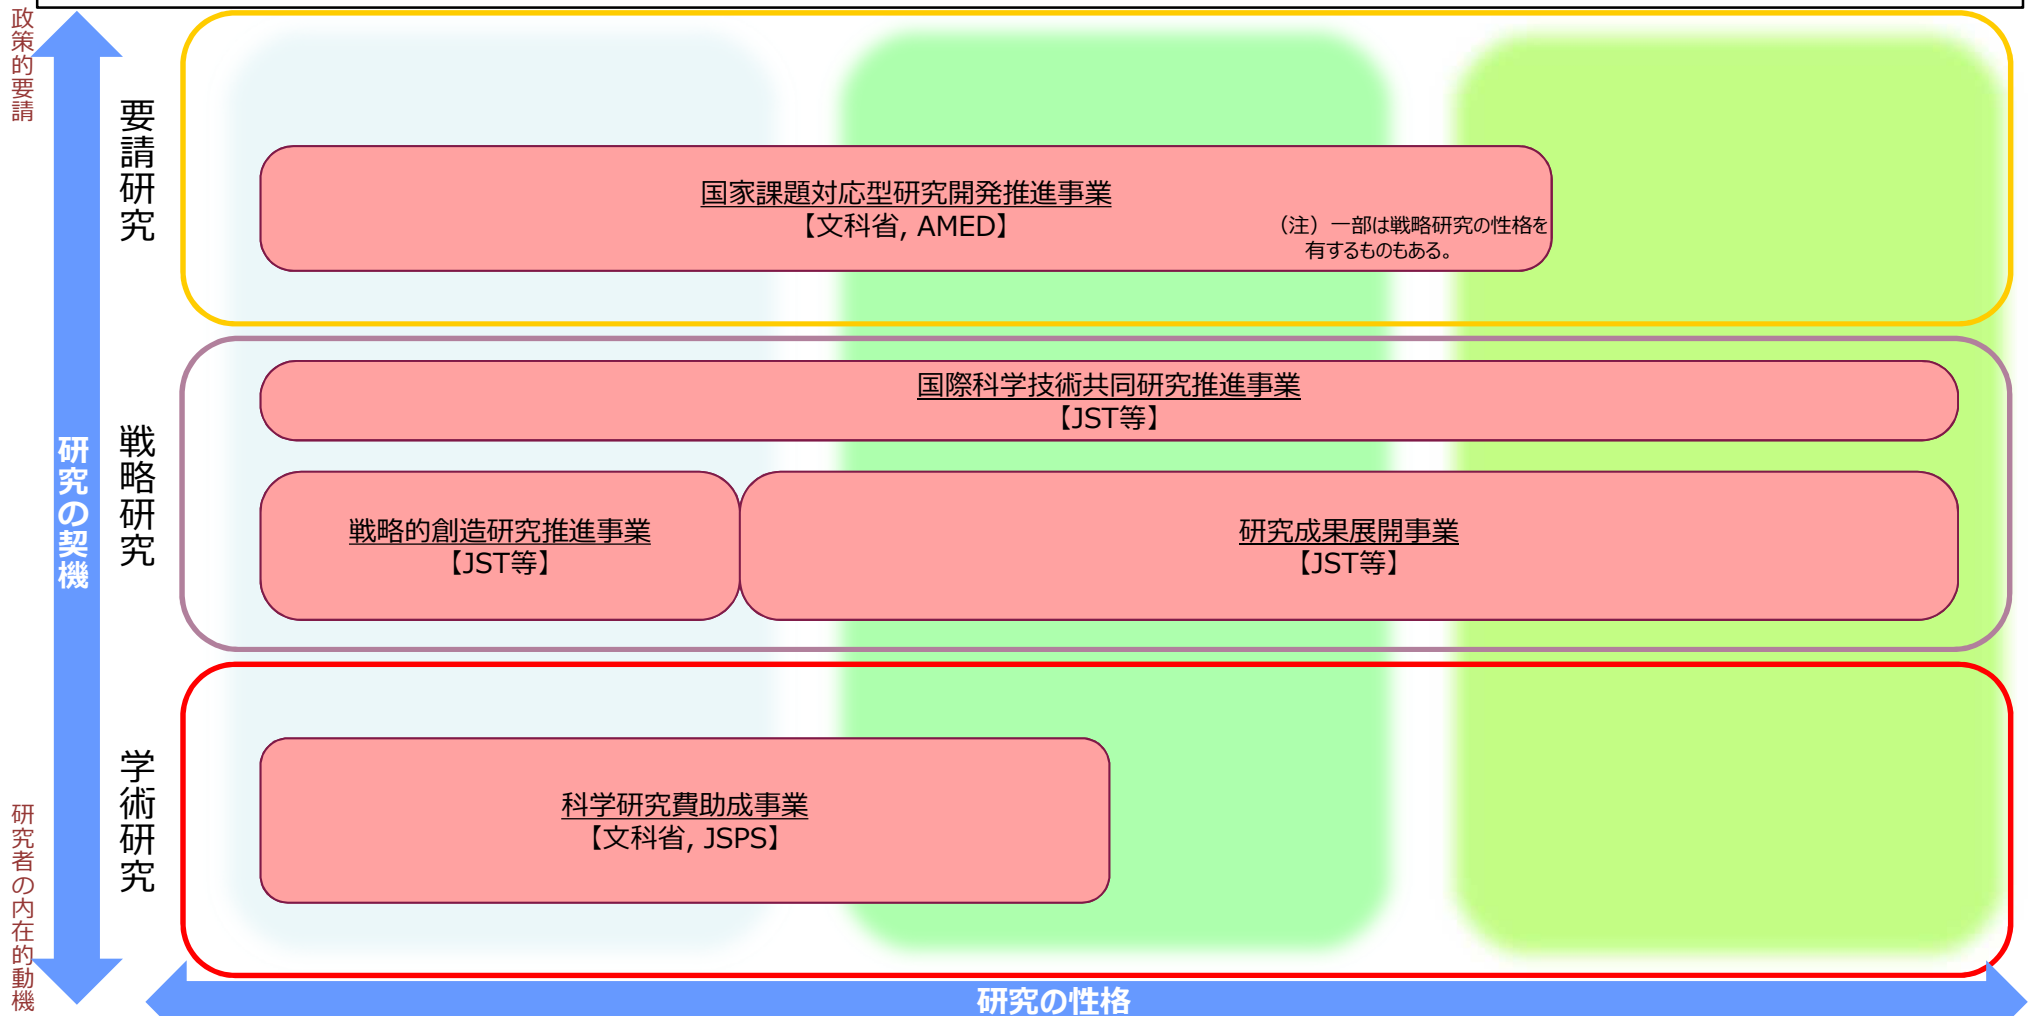 政策的要請
要請研究
国家課題対応型研究開発推進事業
【文科省, AMED】
（注）一部は戦略研究の性格を
有するものもある。
研究の契機
戦略研究
国際科学技術共同研究推進事業
【JST等】
戦略的創造研究推進事業
【JST等】
研究成果展開事業
【JST等】
学術研究
科学研究費助成事業
【文科省, JSPS】
研究者の内在的動機
研究の性格